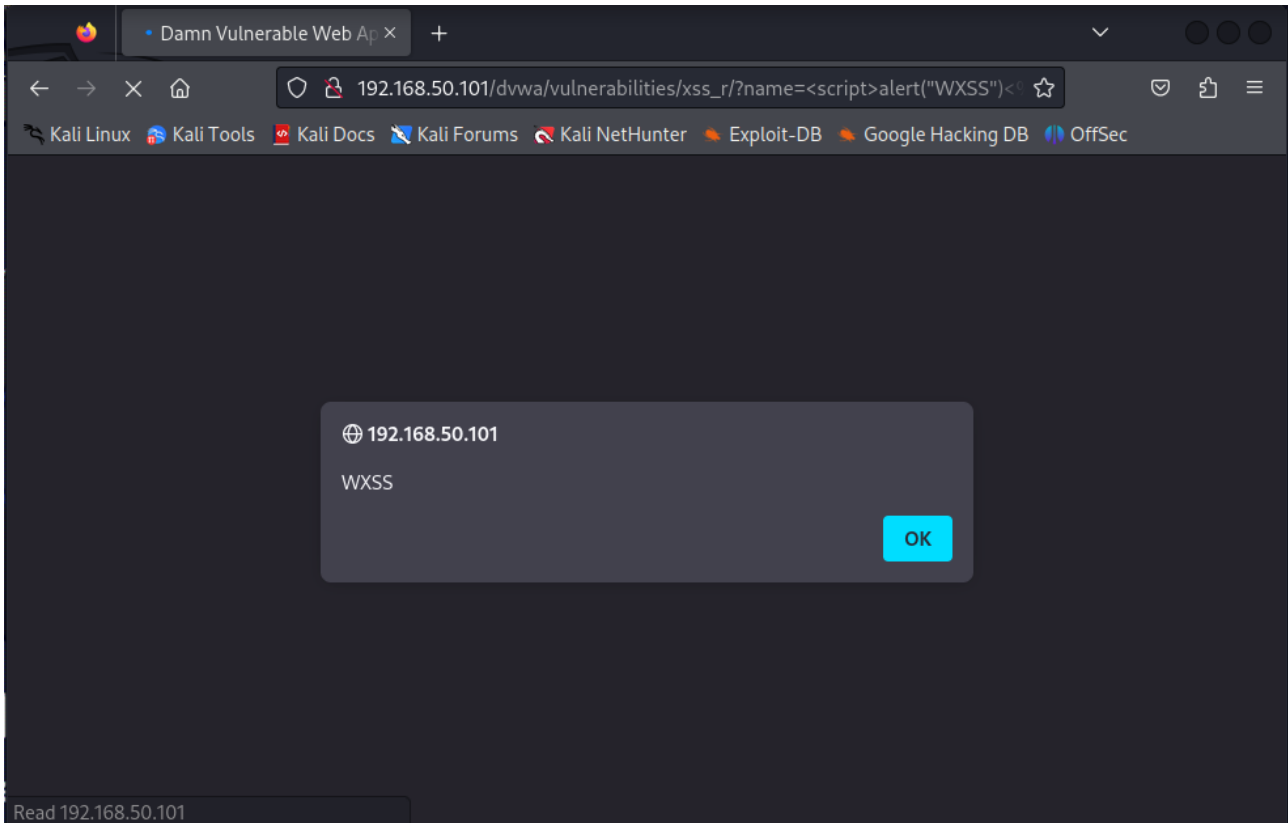 Damn Vulnerable Web Ap
192.168.50.101/dvwa/vulnerabilities/xss_r/?name=<script>alert("WXSS")<
Kali Linux Kali Tools Kali Docs Kali Forums Kali NetHunter Exploit-DB Google Hacking DB OffSec
192.168.50.101
WXSS
OK
Read 192.168.50.101